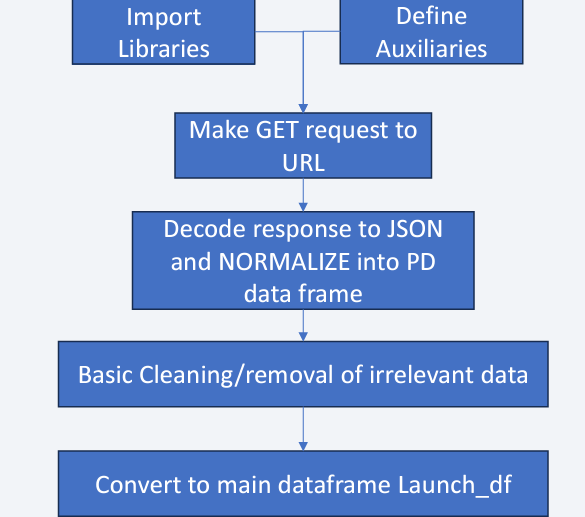 Import
Libraries
Define
Auxiliaries
Make GET request to
URL
Decode response to JSON
and NORMALIZE into PD
data frame
Basic Cleaning/removal of irrelevant data
Convert to main dataframe Launch_df